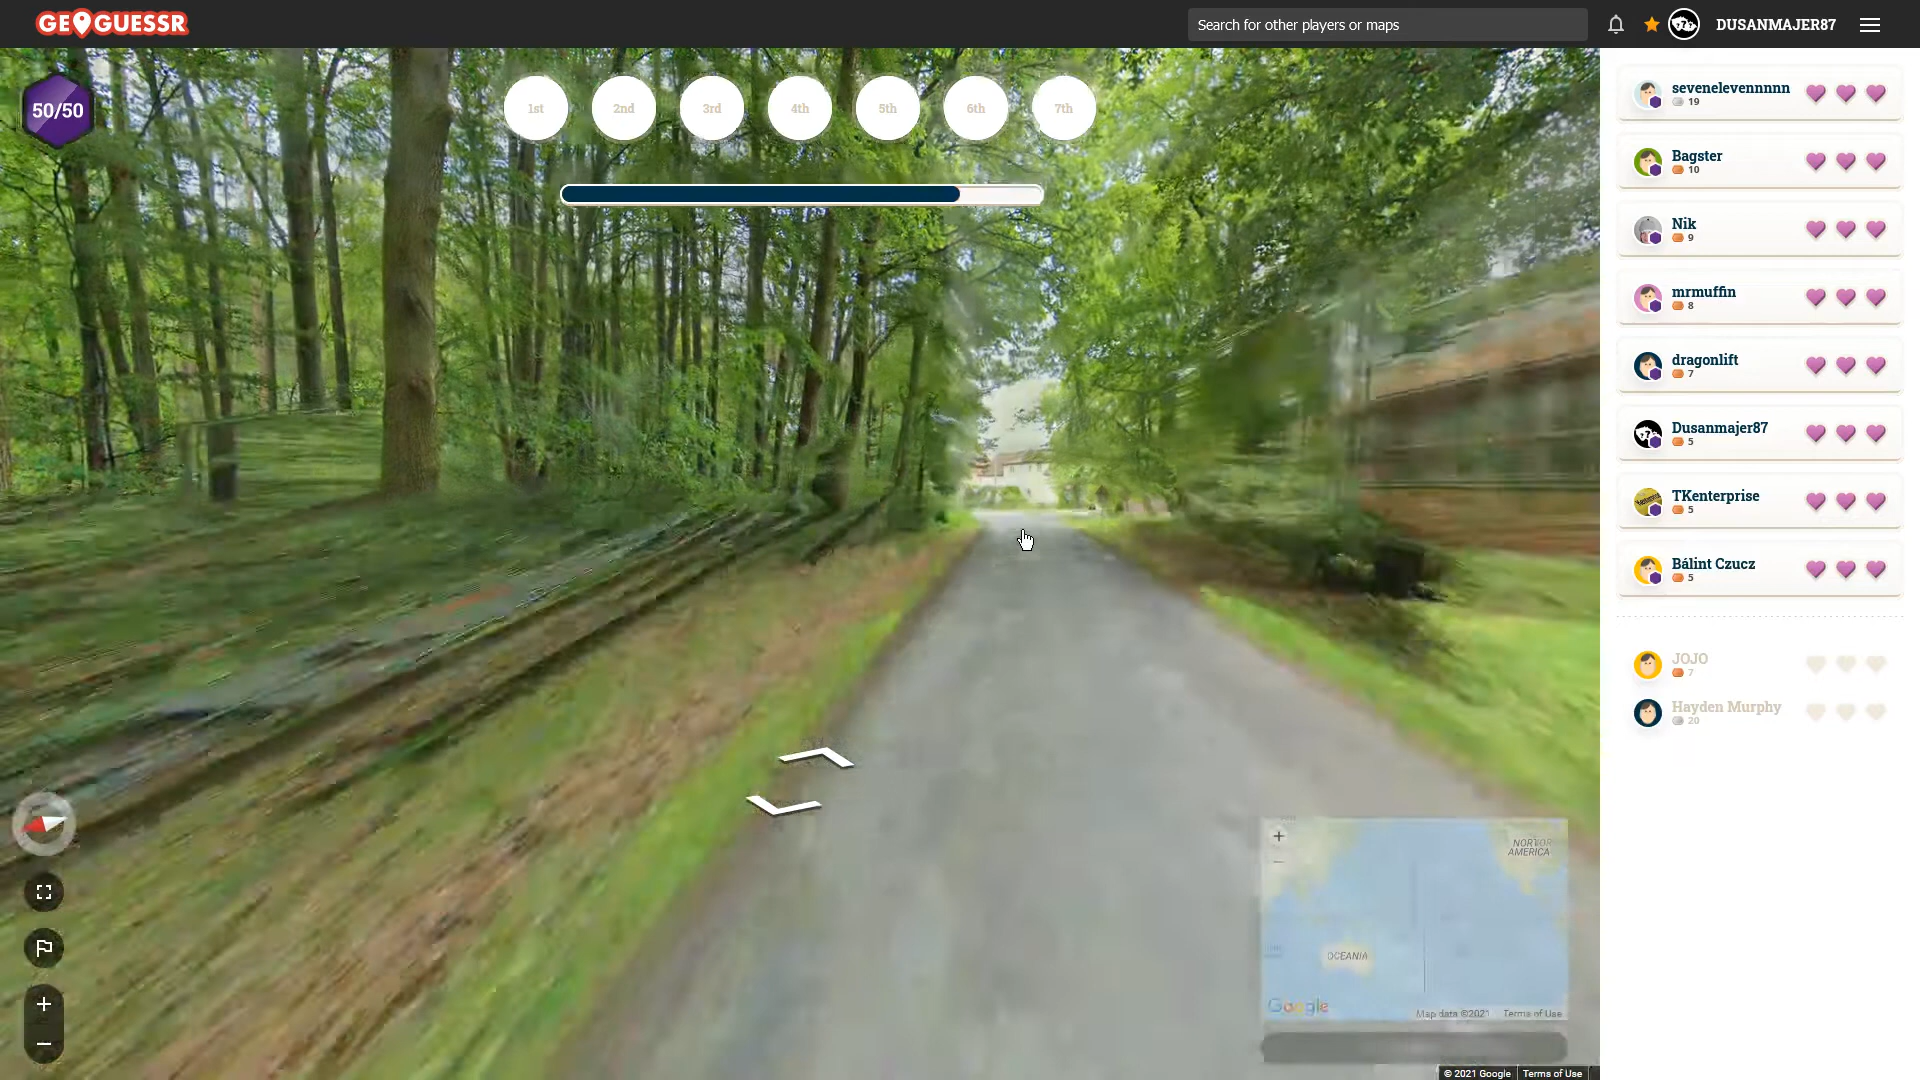 GEOGUESSR
Search for other players or maps
DUSANMAJER87
50/50
1st
2nd
3rd
4th
5th
6th
7th
sevenelevennnnn
19
Bagster
10
Nik
9
mrmuffin
8
dragonlift
7
Dusanmajer87
5
TKenterprise
5
Bálint Czucz
5
JOJO
7
Hayden Murphy
20
AMERICA
OCEANIA
Google
Map data ©2021 Terms of Use
© 2021 Google Terms of Use